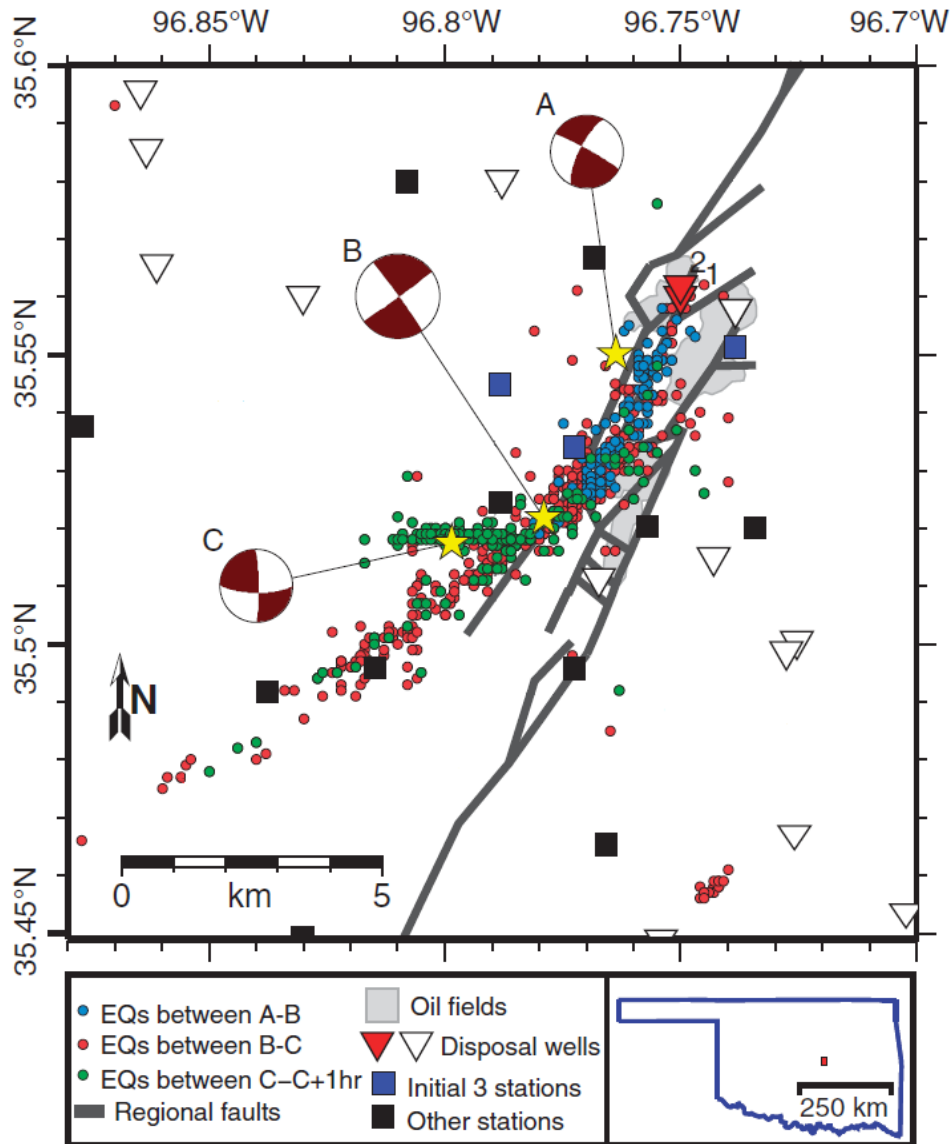 96.85°W 96.8°W 96.75°W 96.7°W
35.6°N
A
B
2
1
35.55°N
C
35.5°N
N
0 km 5
35.45°N
EQs between A-B
EQs between B-C
EQs between C–C+1hr
Regional faults
Oil fields
Disposal wells
Initial 3 stations
Other stations
250 km